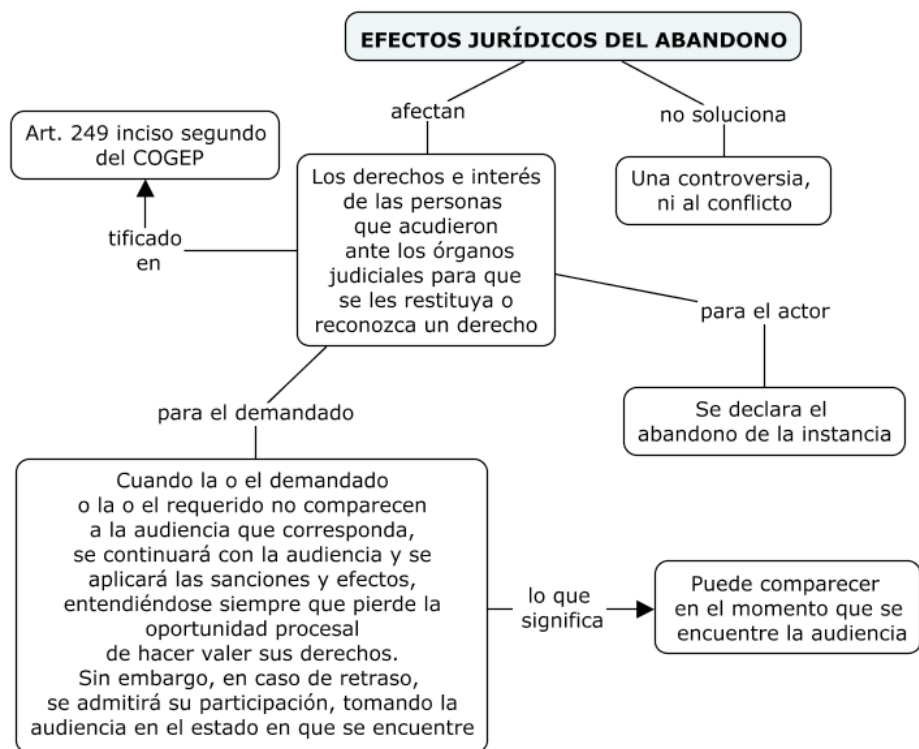 EFECTOS JURÍDICOS DEL ABANDONO
afectan
no soluciona
Art. 249 inciso segundo
del COGEP
Los derechos e interés
de las personas
que acudieron
ante los órganos
judiciales para que
se les restituya o
reconozca un derecho
Una controversia,
ni al conflicto
tificado
en
para el actor
Se declara el
abandono de la instancia
para el demandado
Cuando la o el demandado
o la o el requerido no comparecen
a la audiencia que corresponda,
se continuará con la audiencia y se
aplicará las sanciones y efectos,
entendiéndose siempre que pierde la
oportunidad procesal
de hacer valer sus derechos.
Sin embargo, en caso de retraso,
se admitirá su participación, tomando la
audiencia en el estado en que se encuentre
lo que
significa
Puede comparecer
en el momento que se
encuentre la audiencia